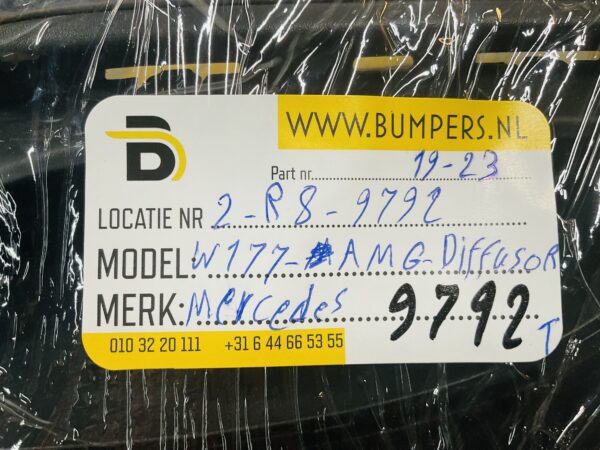 B
WWW.BUMPERS.NL
Part nr. 19-23
LOCATIE NR 2-R8-9792
MODEL: W177-AMG-Diffusor
MERK: Mercedes 9792 T
010 32 20 111 +31 6 44 66 53 55